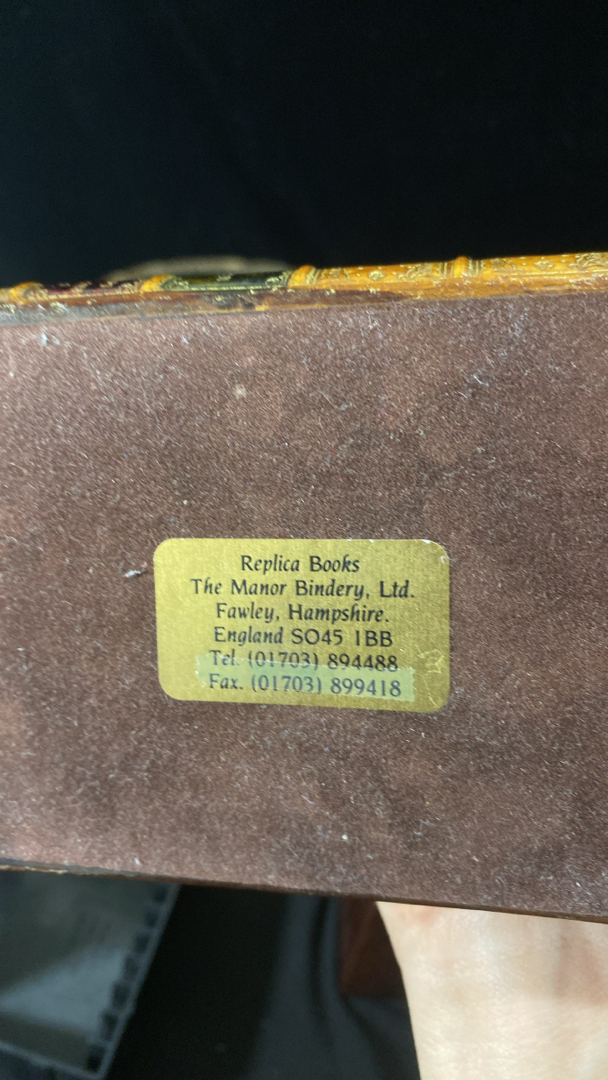 Replica Books
The Manor Bindery, Ltd.
Fawley, Hampshire.
England SO45 1BB
Tel. (01703) 894488
Fax. (01703) 899418